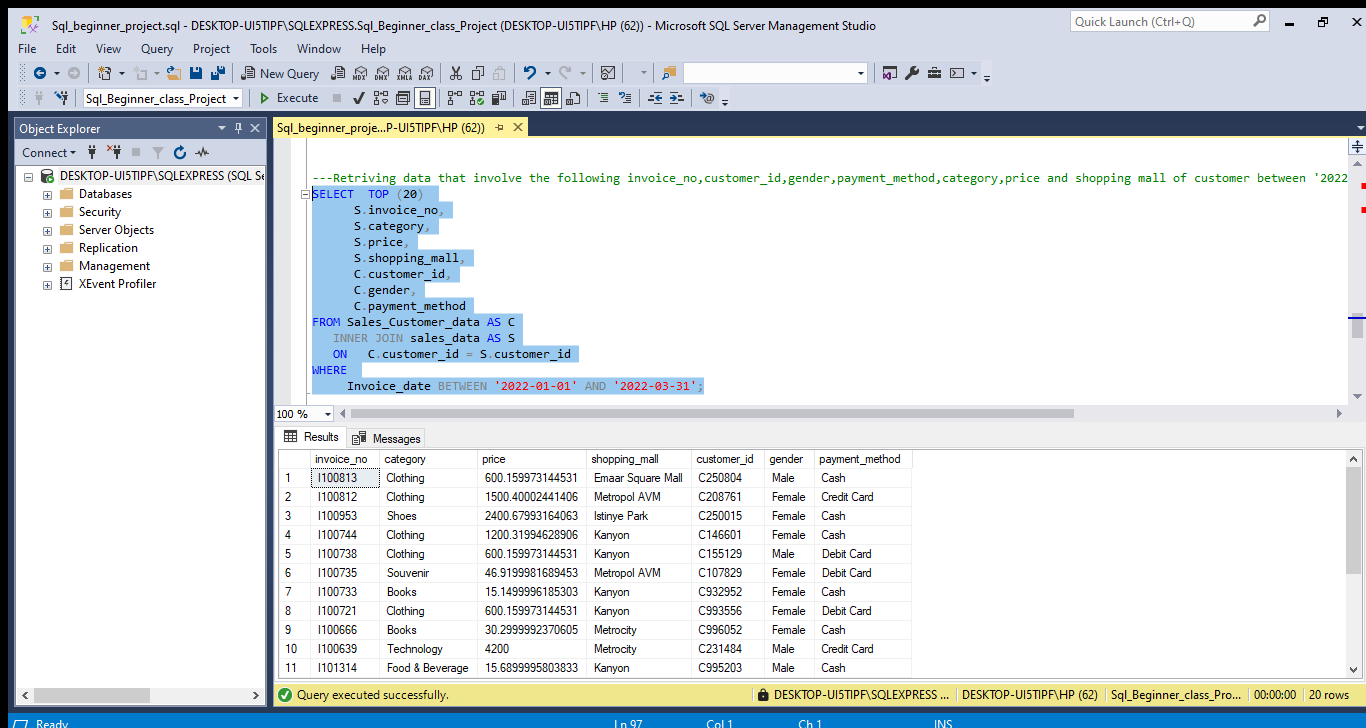 Sql_beginner_project.sql - DESKTOP-UI5TIPF\SQLEXPRESS.Sql_Beginner_class_Project (DESKTOP-UI5TIPF\HP (62)) - Microsoft SQL Server Management Studio
Quick Launch (Ctrl+Q)
File Edit View Query Project Tools Window Help
New Query MDX DMX XMLA DAX
Sql_Beginner_class_Project Execute
Object Explorer
Sql_beginner_proje...P-UI5TIPF\HP (62))
Connect
DESKTOP-UI5TIPF\SQLEXPRESS (SQL Se
Databases
Security
Server Objects
Replication
Management
XEvent Profiler
---Retriving data that involve the following invoice_no,customer_id,gender,payment_method,category,price and shopping mall of customer between '2022
SELECT TOP (20)
S.invoice_no,
S.category,
S.price,
S.shopping_mall,
C.customer_id,
C.gender,
C.payment_method
FROM Sales_Customer_data AS C
INNER JOIN sales_data AS S
ON C.customer_id = S.customer_id
WHERE
Invoice_date BETWEEN '2022-01-01' AND '2022-03-31';
100 %
Results Messages
invoice_no category price shopping_mall customer_id gender payment_method
1 I100813 Clothing 600.159973144531 Emaar Square Mall C250804 Male Cash
2 I100812 Clothing 1500.40002441406 Metropol AVM C208761 Female Credit Card
3 I100953 Shoes 2400.67993164063 Istinye Park C250015 Female Cash
4 I100744 Clothing 1200.31994628906 Kanyon C146601 Female Cash
5 I100738 Clothing 600.159973144531 Kanyon C155129 Male Debit Card
6 I100735 Souvenir 46.9199981689453 Metropol AVM C107829 Female Debit Card
7 I100733 Books 15.1499996185303 Kanyon C932952 Female Cash
8 I100721 Clothing 600.159973144531 Kanyon C993556 Female Debit Card
9 I100666 Books 30.2999992370605 Metrocity C996052 Female Cash
10 I100639 Technology 4200 Metrocity C231484 Male Credit Card
11 I101314 Food & Beverage 15.6899995803833 Kanyon C995203 Male Cash
Query executed successfully. DESKTOP-UI5TIPF\SQLEXPRESS ... DESKTOP-UI5TIPF\HP (62) Sql_Beginner_class_Pro... 00:00:00 20 rows
Ready Ln 97 Col 1 Ch 1 INS